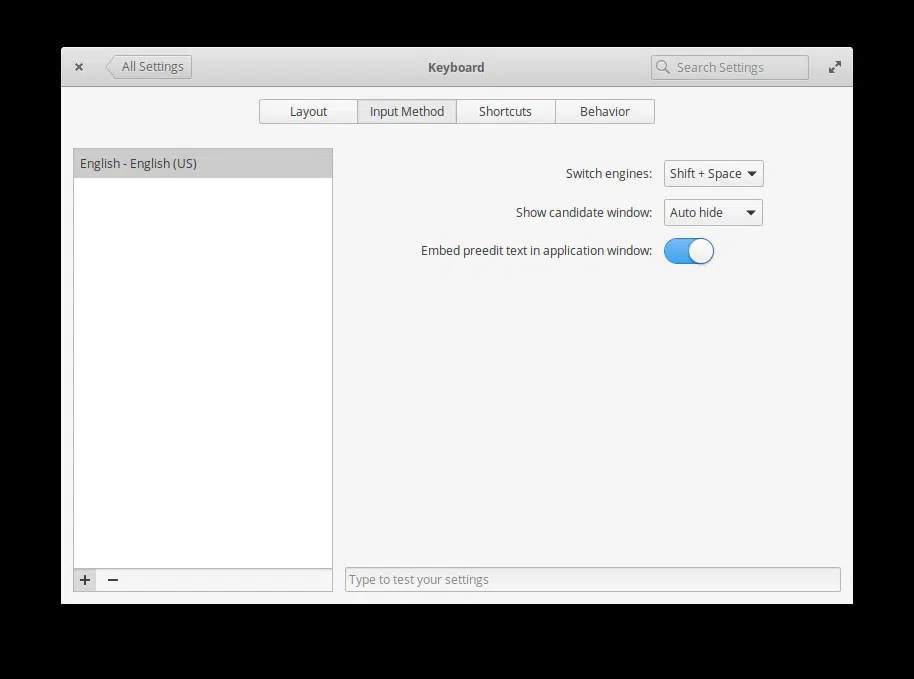 All Settings
Keyboard
Search Settings
Layout
Input Method
Shortcuts
Behavior
English - English (US)
Switch engines: Shift + Space
Show candidate window: Auto hide
Embed preedit text in application window:
Type to test your settings